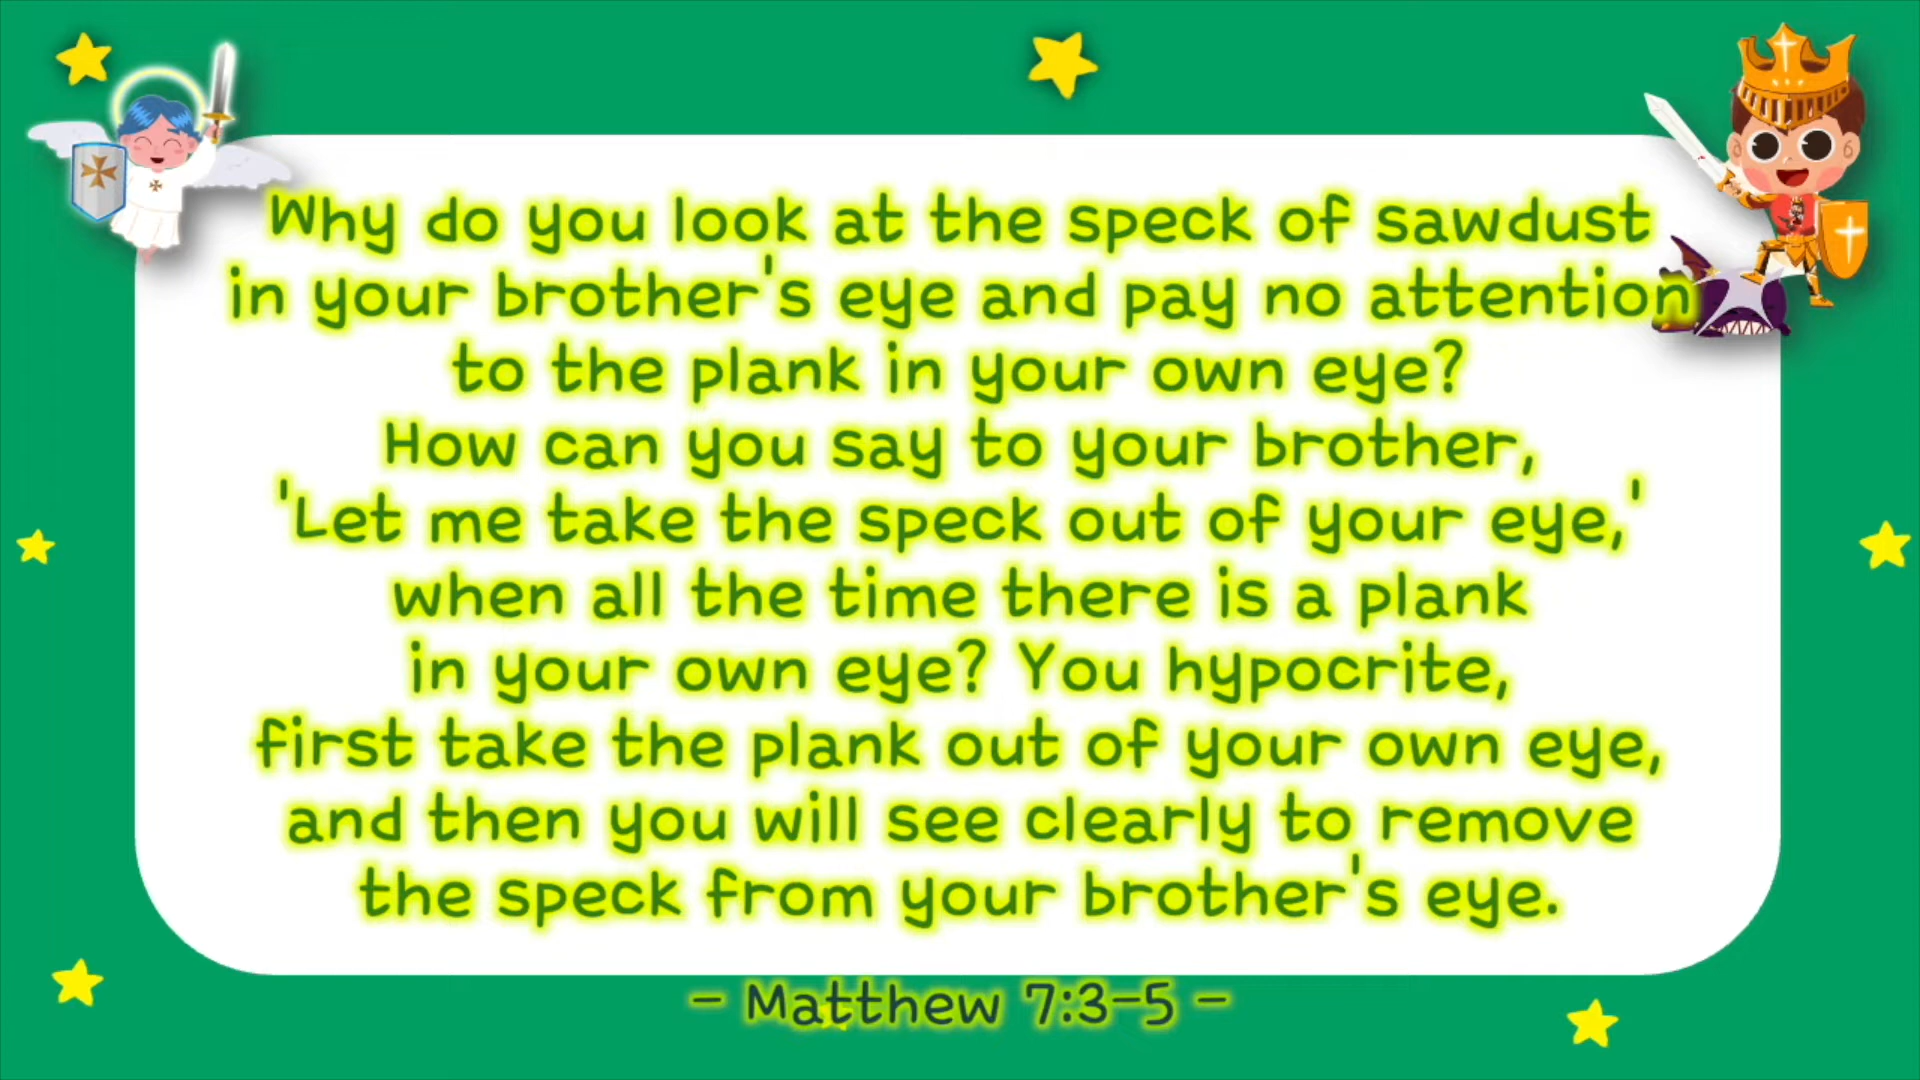 Why do you look at the speck of sawdust
in your brother's eye and pay no attention
to the plank in your own eye?
How can you say to your brother,
'Let me take the speck out of your eye,'
when all the time there is a plank
in your own eye? You hypocrite,
first take the plank out of your own eye,
and then you will see clearly to remove
the speck from your brother's eye.
– Matthew 7:3–5 –